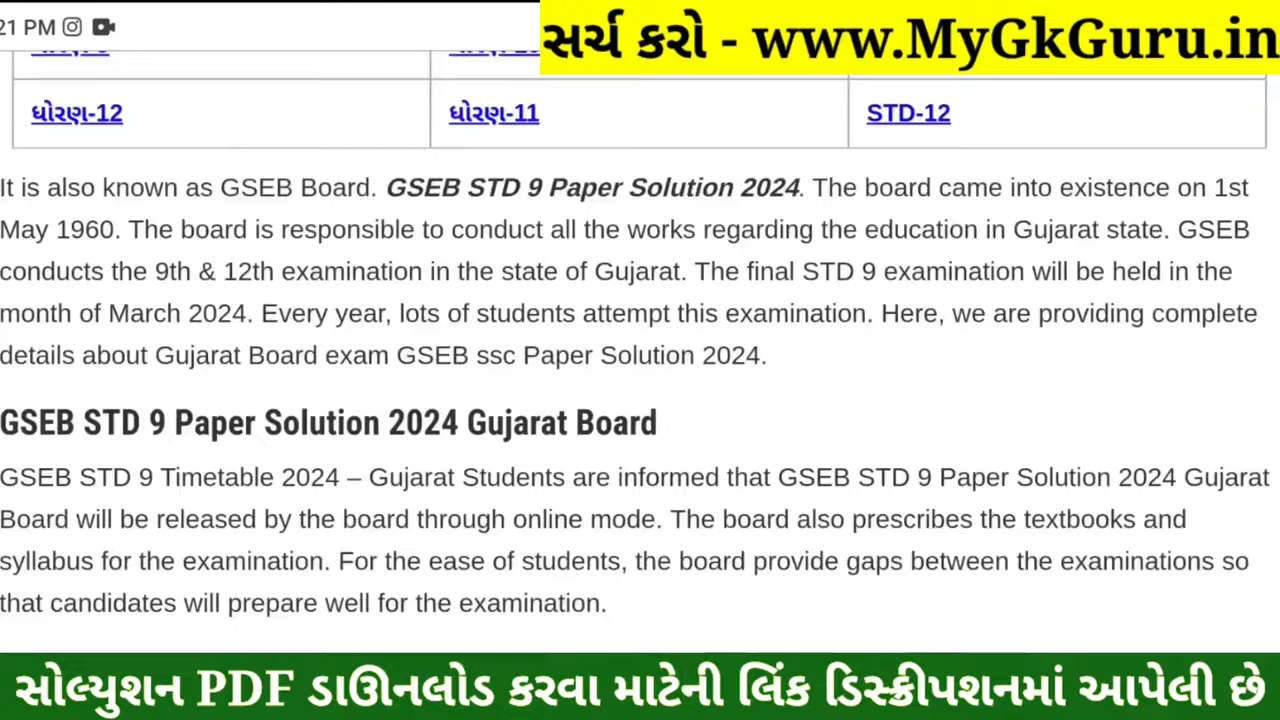 21 PM
સર્ચ કરો - www.MyGkGuru.in
ધોરણ-12 ધોરણ-11 STD-12
It is also known as GSEB Board. GSEB STD 9 Paper Solution 2024. The board came into existence on 1st
May 1960. The board is responsible to conduct all the works regarding the education in Gujarat state. GSEB
conducts the 9th & 12th examination in the state of Gujarat. The final STD 9 examination will be held in the
month of March 2024. Every year, lots of students attempt this examination. Here, we are providing complete
details about Gujarat Board exam GSEB ssc Paper Solution 2024.
GSEB STD 9 Paper Solution 2024 Gujarat Board
GSEB STD 9 Timetable 2024 – Gujarat Students are informed that GSEB STD 9 Paper Solution 2024 Gujarat
Board will be released by the board through online mode. The board also prescribes the textbooks and
syllabus for the examination. For the ease of students, the board provide gaps between the examinations so
that candidates will prepare well for the examination.
સોલ્યુશન PDF ડાઊનલોડ કરવા માટેની લિંક ડિસ્ક્રીપશનમાં આપેલી છે